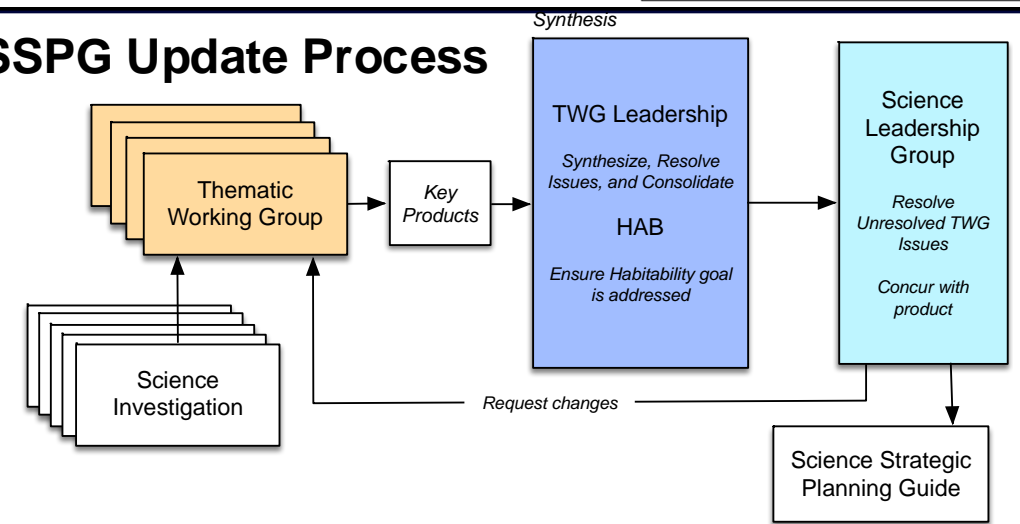 Synthesis
SSPG Update Process
Thematic
Working Group
Key
Products
TWG Leadership
Synthesize, Resolve
Issues, and Consolidate
HAB
Ensure Habitability goal
is addressed
Science
Leadership
Group
Resolve
Unresolved TWG
Issues
Concur with
product
Science
Investigation
Request changes
Science Strategic
Planning Guide